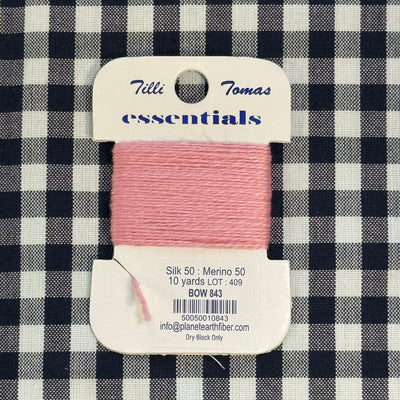 Tilli Tomas
essentials
Silk 50 : Merino 50
10 yards LOT : 409
BOW 843
50050010843
info@planetearthfiber.com
Dry Block Only